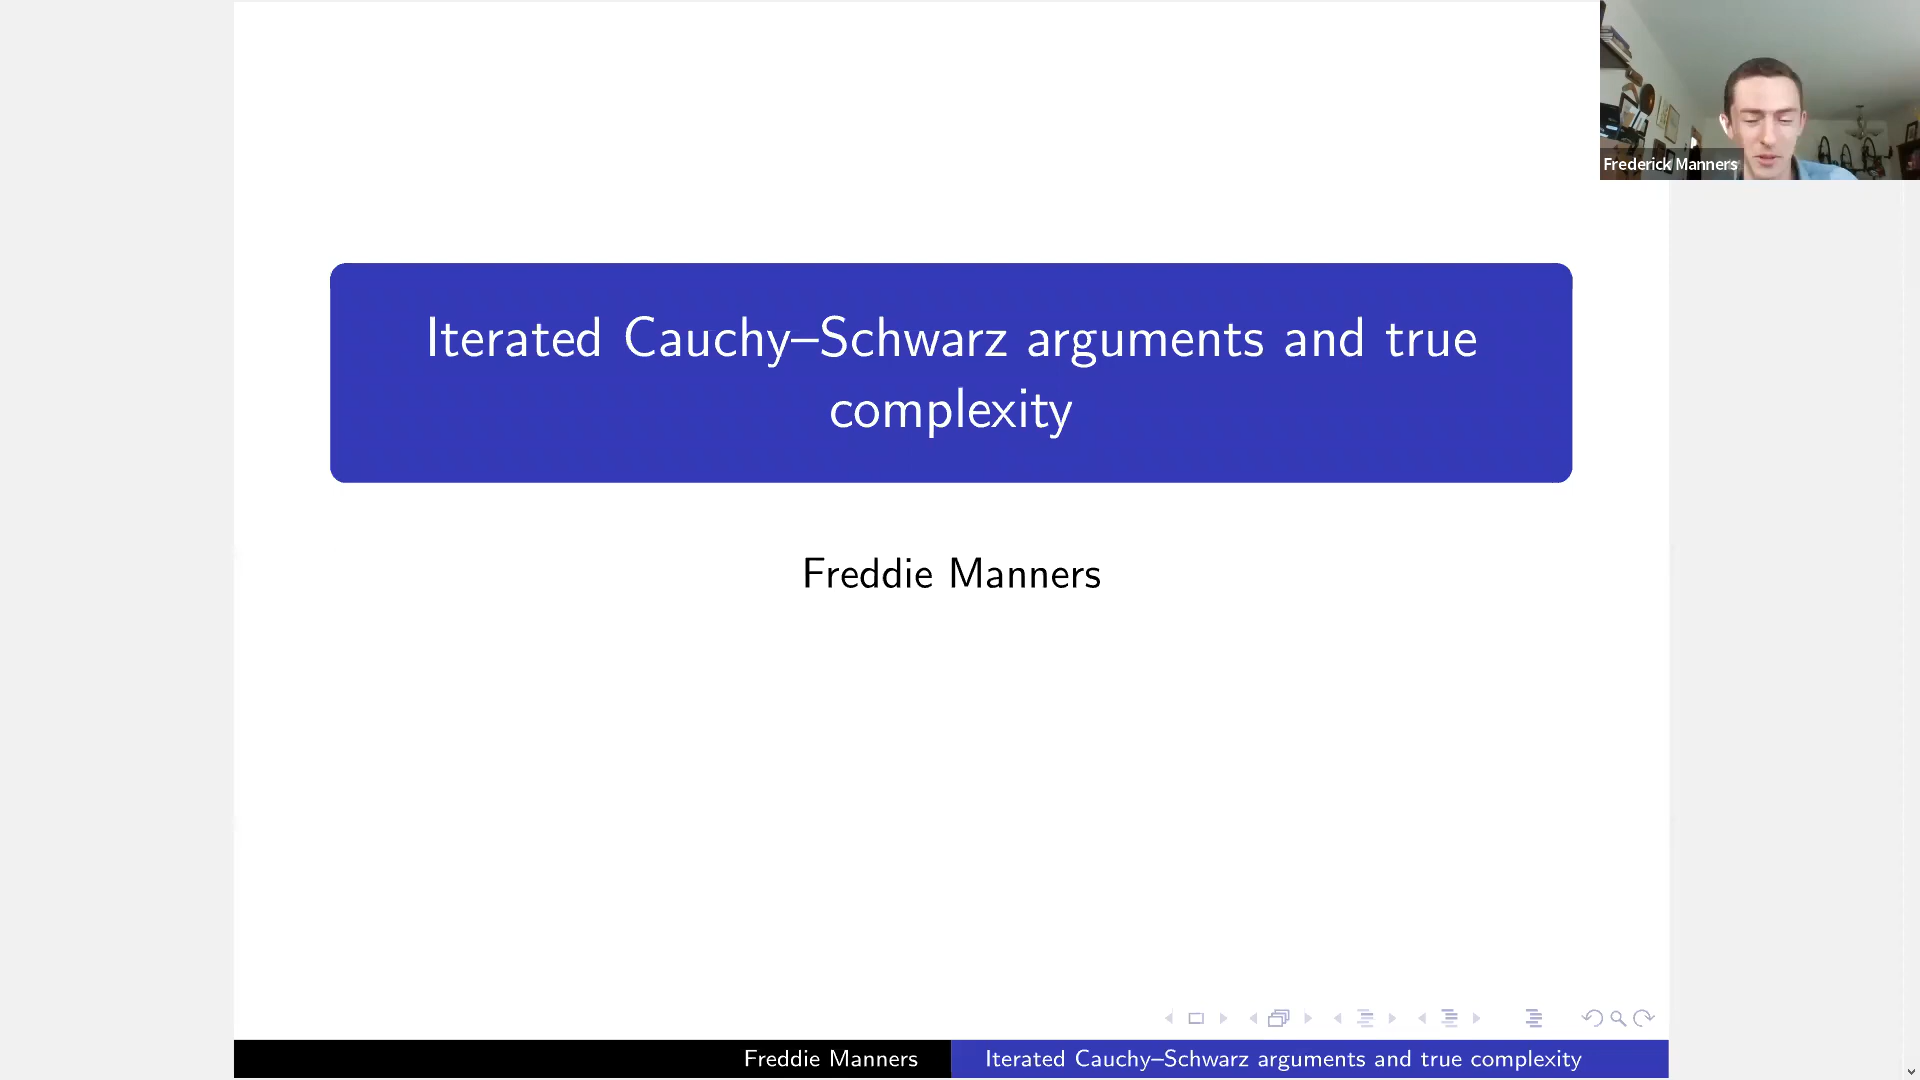 Frederick Manners
Iterated Cauchy–Schwarz arguments and true
complexity
Freddie Manners
Freddie Manners
Iterated Cauchy–Schwarz arguments and true complexity